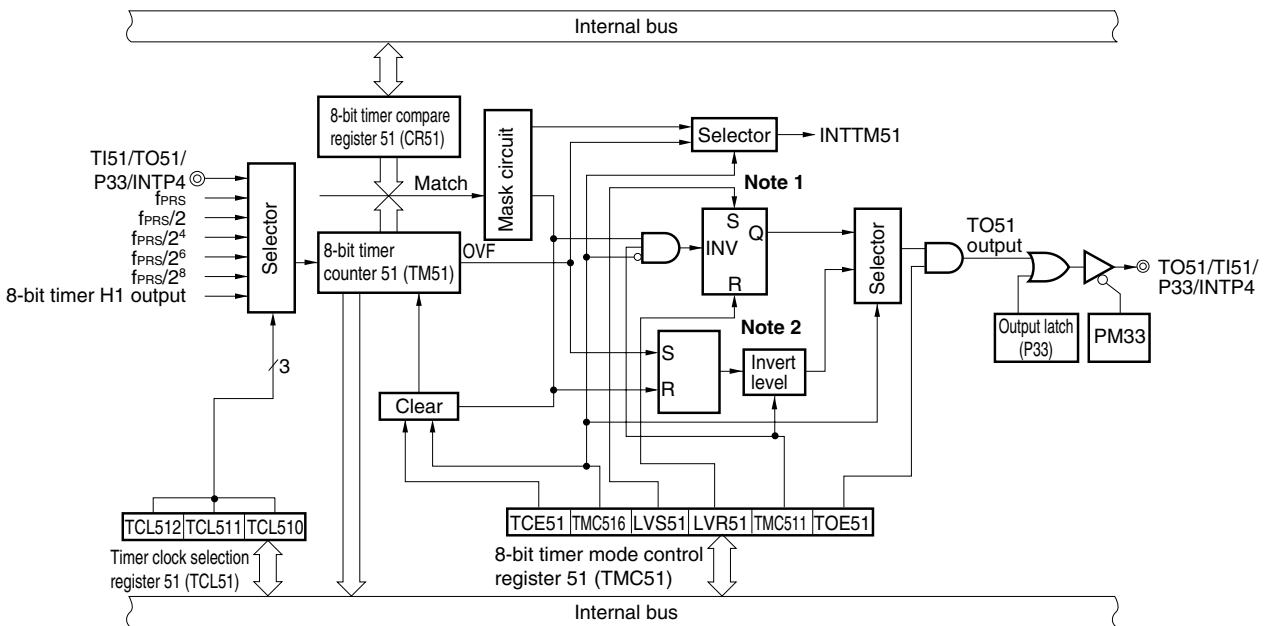 Internal bus
8-bit timer compare
register 51 (CR51)
Mask circuit
Selector
INTTM51
TI51/TO51/
P33/INTP4
fPRS
fPRS/2
fPRS/2⁴
fPRS/2⁶
fPRS/2⁸
8-bit timer H1 output
Selector
Match
Note 1
8-bit timer
counter 51 (TM51)
OVF
S
INV
Q
R
Selector
TO51
output
TO51/TI51/
P33/INTP4
Output latch
(P33)
PM33
Note 2
S
R
Invert
level
3
Clear
TCL512
TCL511
TCL510
Timer clock selection
register 51 (TCL51)
TCE51
TMC516
LVS51
LVR51
TMC511
TOE51
8-bit timer mode control
register 51 (TMC51)
Internal bus